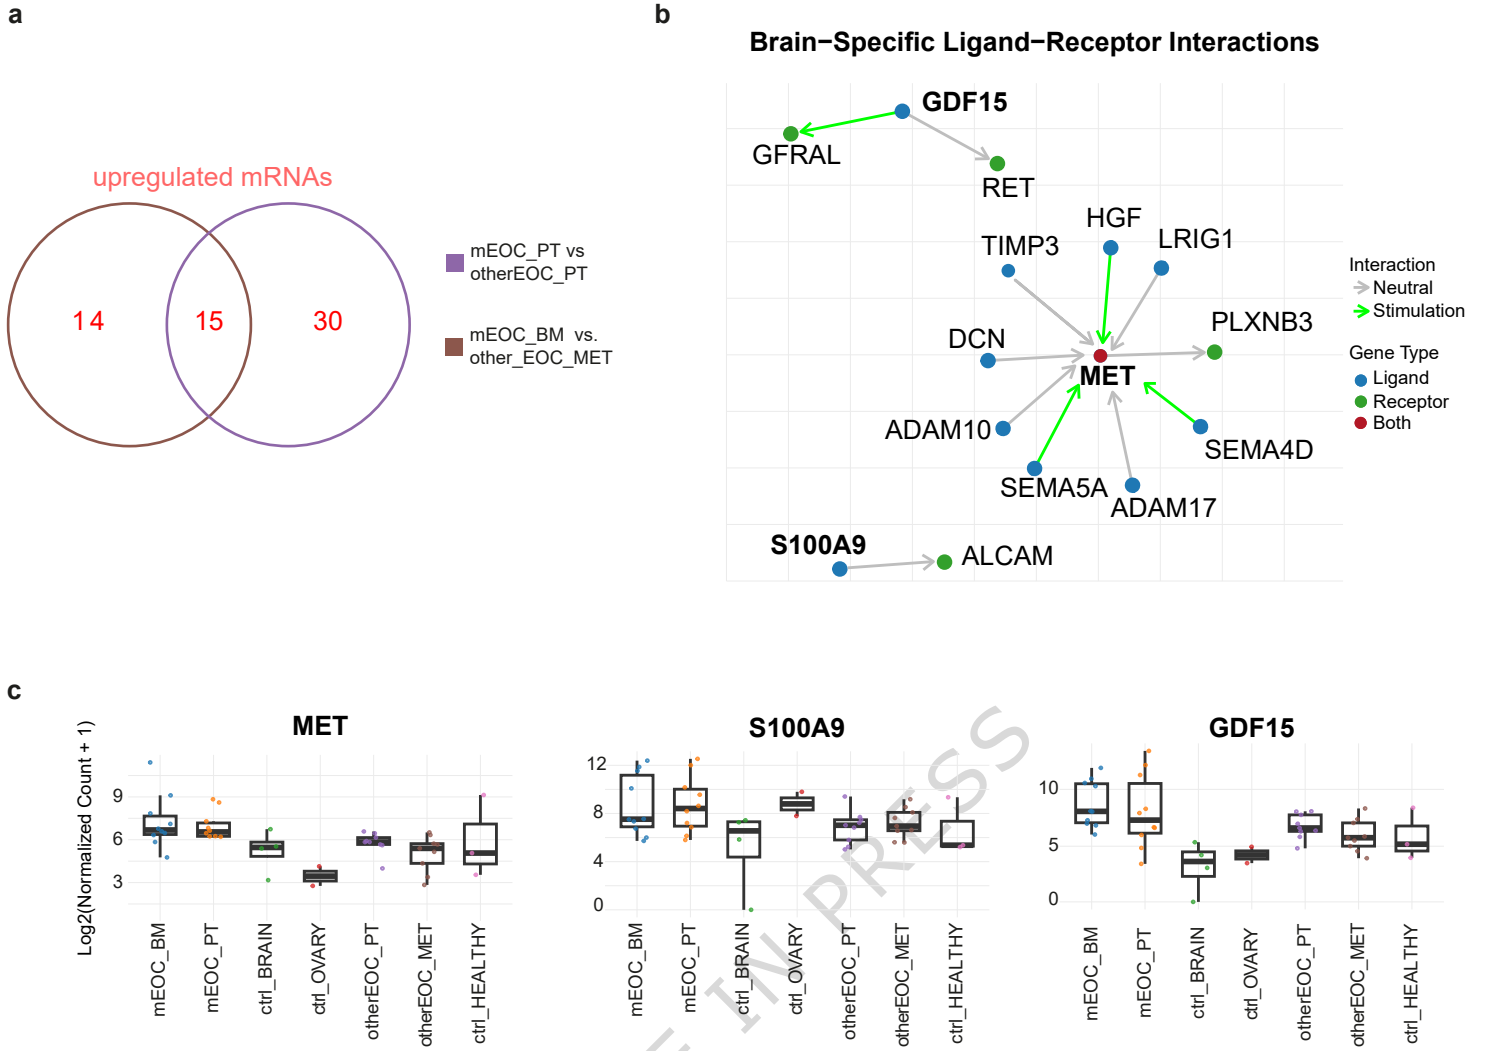 a
upregulated mRNAs
14
15
30
mEOC_PT vs
otherEOC_PT
mEOC_BM vs.
other_EOC_MET
b
Brain−Specific Ligand−Receptor Interactions
GDF15
GFRAL
RET
HGF
TIMP3
LRIG1
PLXNB3
DCN
MET
ADAM10
SEMA4D
SEMA5A
ADAM17
S100A9
ALCAM
Interaction
Neutral
Stimulation
Gene Type
Ligand
Receptor
Both
c
Log2(Normalized Count + 1)
MET
9
6
3
mEOC_BM
mEOC_PT
ctrl_BRAIN
ctrl_OVARY
otherEOC_PT
otherEOC_MET
ctrl_HEALTHY
S100A9
12
8
4
0
mEOC_BM
mEOC_PT
ctrl_BRAIN
ctrl_OVARY
otherEOC_PT
otherEOC_MET
ctrl_HEALTHY
GDF15
10
5
0
mEOC_BM
mEOC_PT
ctrl_BRAIN
ctrl_OVARY
otherEOC_PT
otherEOC_MET
ctrl_HEALTHY
E IN PRESS